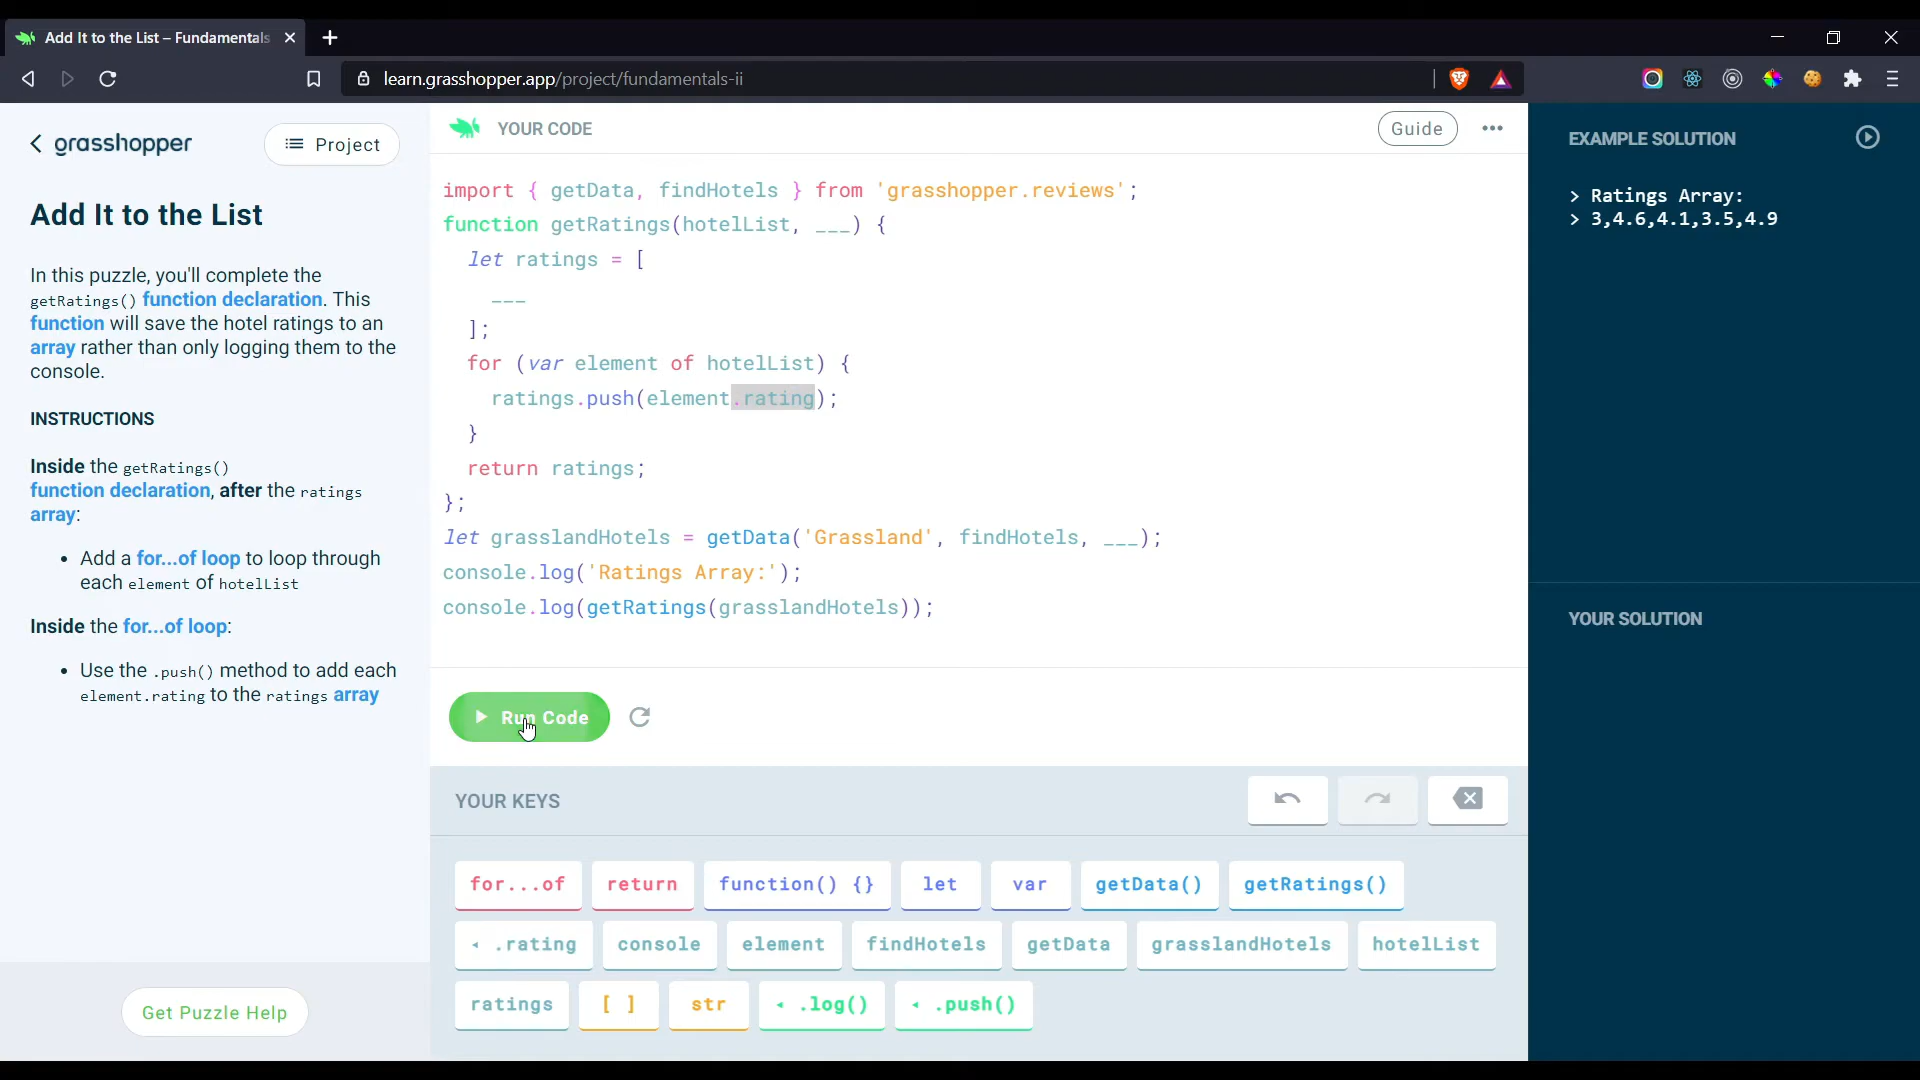 Add It to the List – Fundamentals
learn.grasshopper.app/project/fundamentals-ii
grasshopper
Project
Add It to the List
In this puzzle, you'll complete the
getRatings() function declaration. This
function will save the hotel ratings to an
array rather than only logging them to the
console.
INSTRUCTIONS
Inside the getRatings()
function declaration, after the ratings
array:
• Add a for...of loop to loop through
each element of hotelList
Inside the for...of loop:
• Use the .push() method to add each
element.rating to the ratings array
Get Puzzle Help
YOUR CODE
Guide
import { getData, findHotels } from 'grasshopper.reviews';
function getRatings(hotelList, ___) {
let ratings = [
___
];
for (var element of hotelList) {
ratings.push(element.rating);
}
return ratings;
};
let grasslandHotels = getData('Grassland', findHotels, ___);
console.log('Ratings Array:');
console.log(getRatings(grasslandHotels));
Run Code
YOUR KEYS
for...of return function() {} let var getData() getRatings()
.rating console element findHotels getData grasslandHotels hotelList
ratings [ ] str .log() .push()
EXAMPLE SOLUTION
> Ratings Array:
> 3,4.6,4.1,3.5,4.9
YOUR SOLUTION